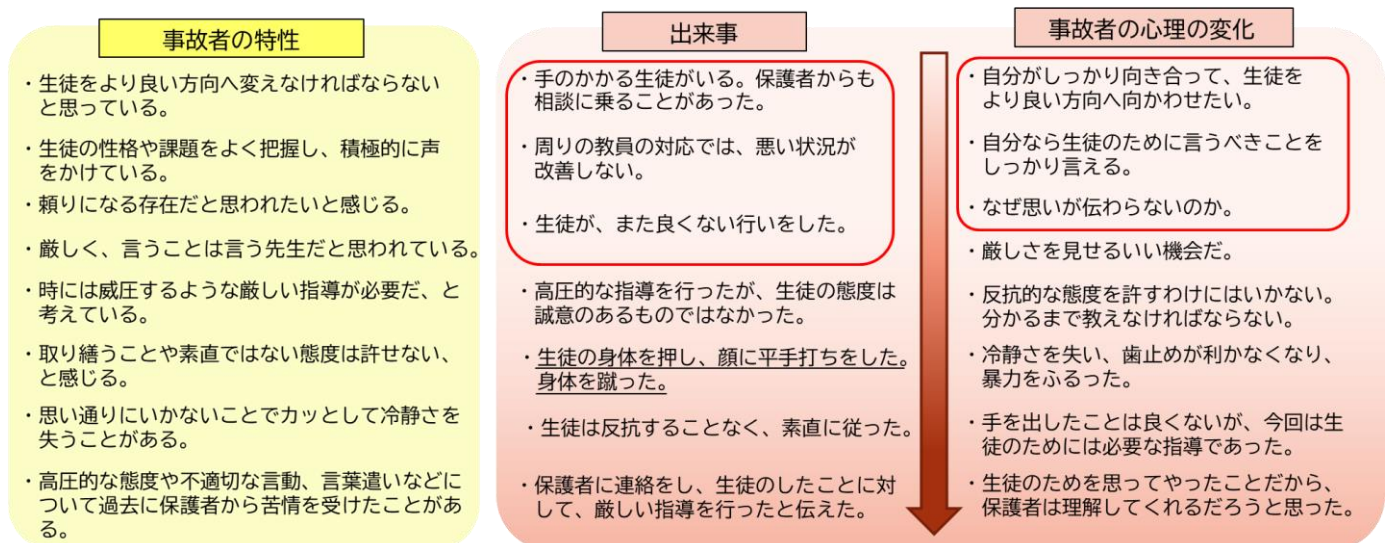 事故者の特性
・生徒をより良い方向へ変えなければならない
と思っている。
・生徒の性格や課題をよく把握し、積極的に声
をかけている。
・頼りになる存在だと思われたいと感じる。
・厳しく、言うことは言う先生だと思われている。
・時には威圧するような厳しい指導が必要だ、と
考えている。
・取り繕うことや素直ではない態度は許せない、
と感じる。
・思い通りにいかないことでカッとして冷静さを
失うことがある。
・高圧的な態度や不適切な言動、言葉遣いなどに
ついて過去に保護者から苦情を受けたことがあ
る。
出来事
・手のかかる生徒がいる。保護者からも
相談に乗ることがあった。
・周りの教員の対応では、悪い状況が
改善しない。
・生徒が、また良くない行いをした。
・高圧的な指導を行ったが、生徒の態度は
誠意のあるものではなかった。
・生徒の身体を押し、顔に平手打ちをした。
身体を蹴った。
・生徒は反抗することなく、素直に従った。
・保護者に連絡をし、生徒のしたことに対
して、厳しい指導を行ったと伝えた。
事故者の心理の変化
・自分がしっかり向き合って、生徒を
より良い方向へ向かわせたい。
・自分なら生徒のために言うべきことを
しっかり言える。
・なぜ思いが伝わらないのか。
・厳しさを見せるいい機会だ。
・反抗的な態度を許すわけにはいかない。
分かるまで教えなければならない。
・冷静さを失い、歯止めが利かなくなり、
暴力をふるった。
・手を出したことは良くないが、今回は生
徒のためには必要な指導であった。
・生徒のためを思ってやったことだから、
保護者は理解してくれるだろうと思った。